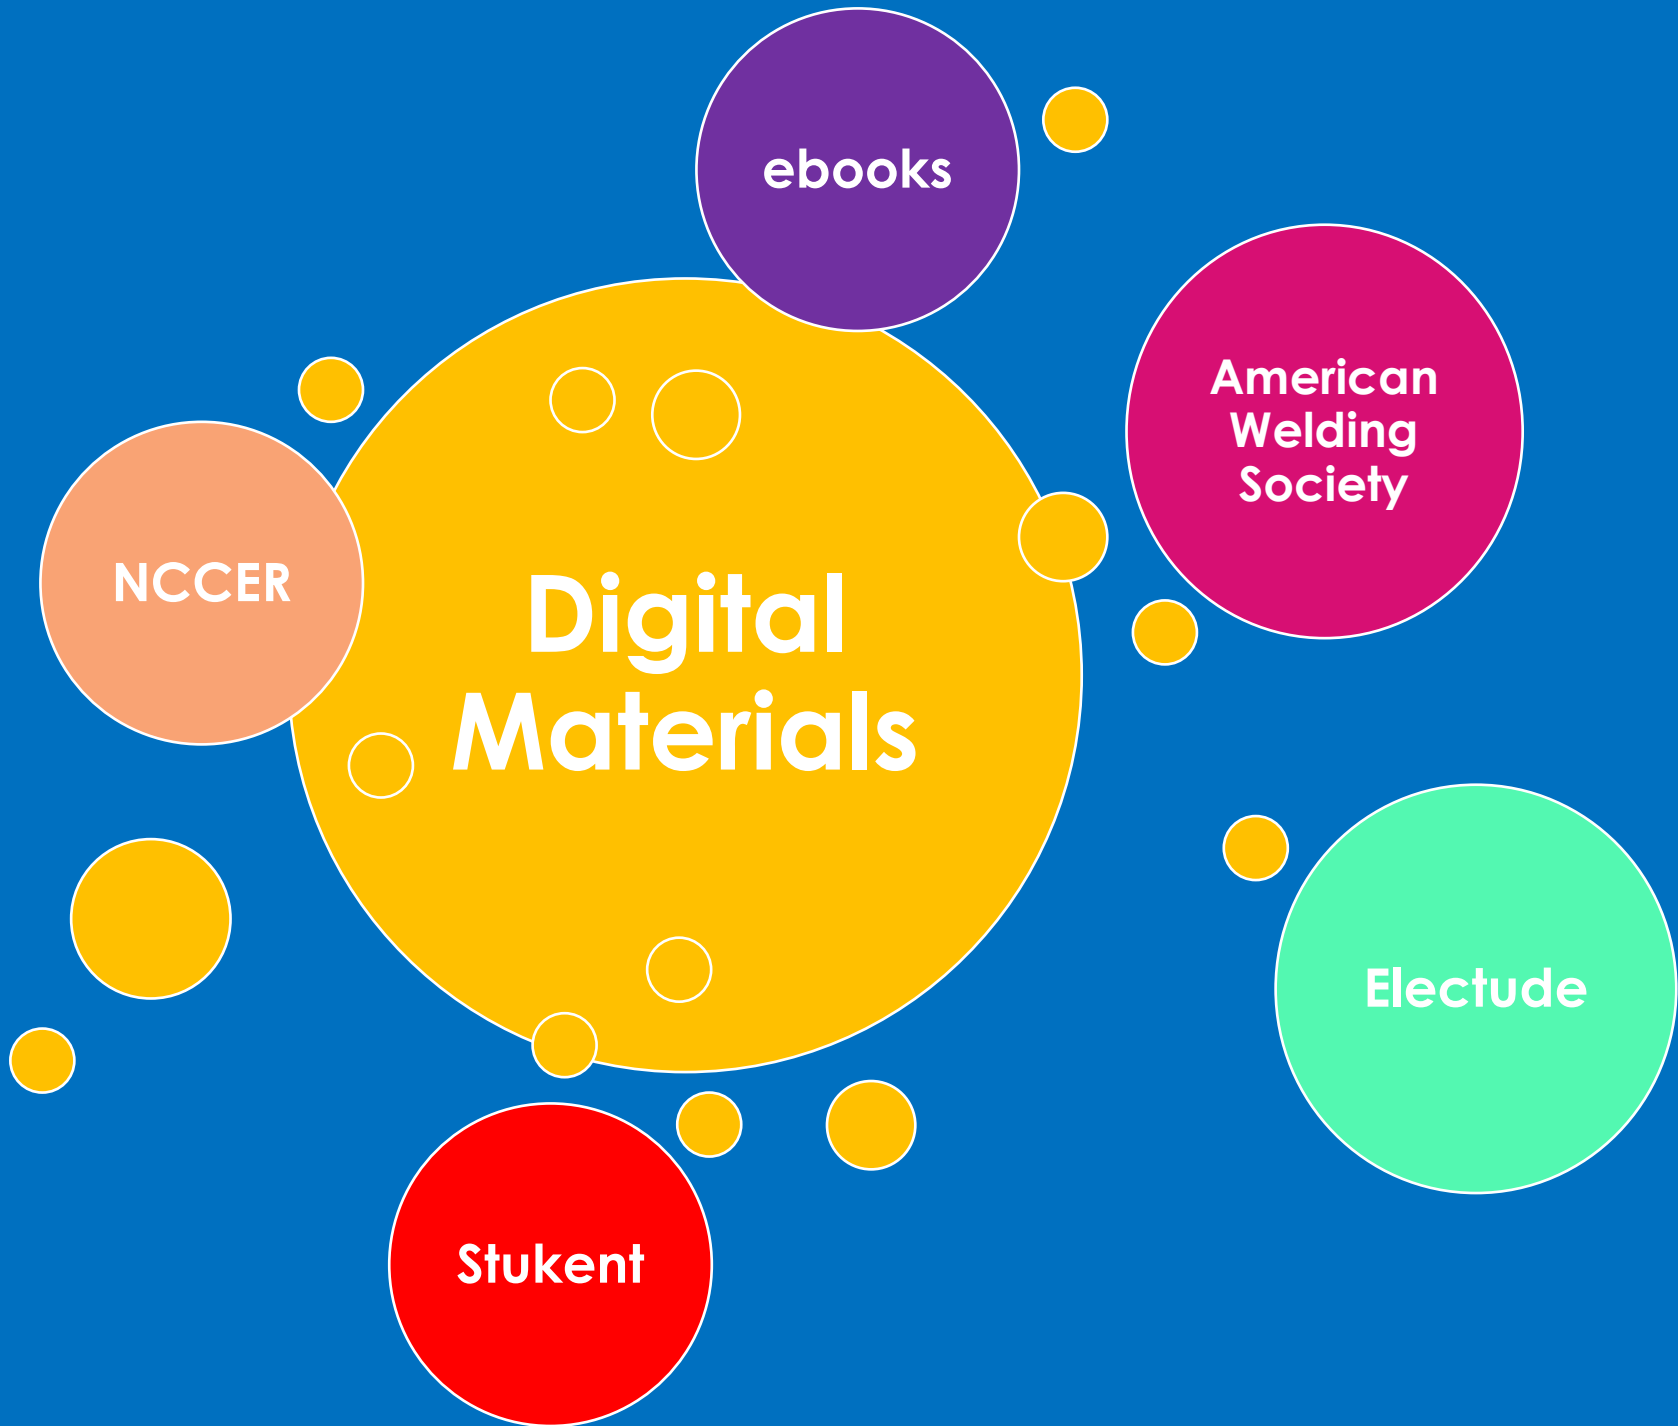 ebooks
American
Welding
Society
NCCER
Digital
Materials
Electude
Stukent